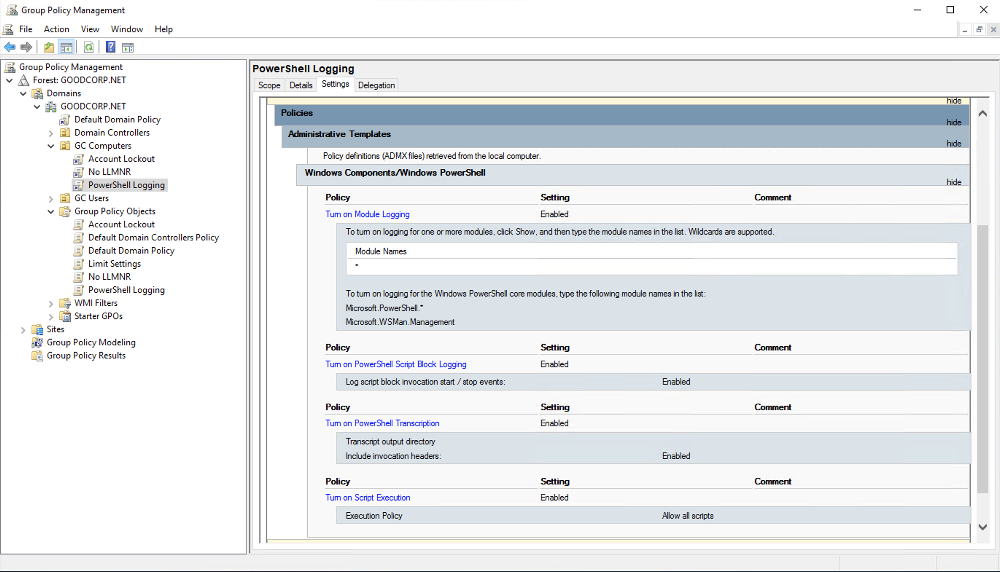 Group Policy Management
File Action View Window Help
Group Policy Management
Forest: GOODCORP.NET
Domains
GOODCORP.NET
Default Domain Policy
Domain Controllers
GC Computers
Account Lockout
No LLMNR
PowerShell Logging
GC Users
Group Policy Objects
Account Lockout
Default Domain Controllers Policy
Default Domain Policy
Limit Settings
No LLMNR
PowerShell Logging
WMI Filters
Starter GPOs
Sites
Group Policy Modeling
Group Policy Results
PowerShell Logging
Scope Details Settings Delegation
hide
Policies
hide
Administrative Templates
hide
Policy definitions (ADMX files) retrieved from the local computer.
Windows Components/Windows PowerShell
hide
Policy Setting Comment
Turn on Module Logging Enabled
To turn on logging for one or more modules, click Show, and then type the module names in the list. Wildcards are supported.
Module Names
*
To turn on logging for the Windows PowerShell core modules, type the following module names in the list:
Microsoft.PowerShell.*
Microsoft.WSMan.Management
Policy Setting Comment
Turn on PowerShell Script Block Logging Enabled
Log script block invocation start / stop events: Enabled
Policy Setting Comment
Turn on PowerShell Transcription Enabled
Transcript output directory
Include invocation headers: Enabled
Policy Setting Comment
Turn on Script Execution Enabled
Execution Policy Allow all scripts